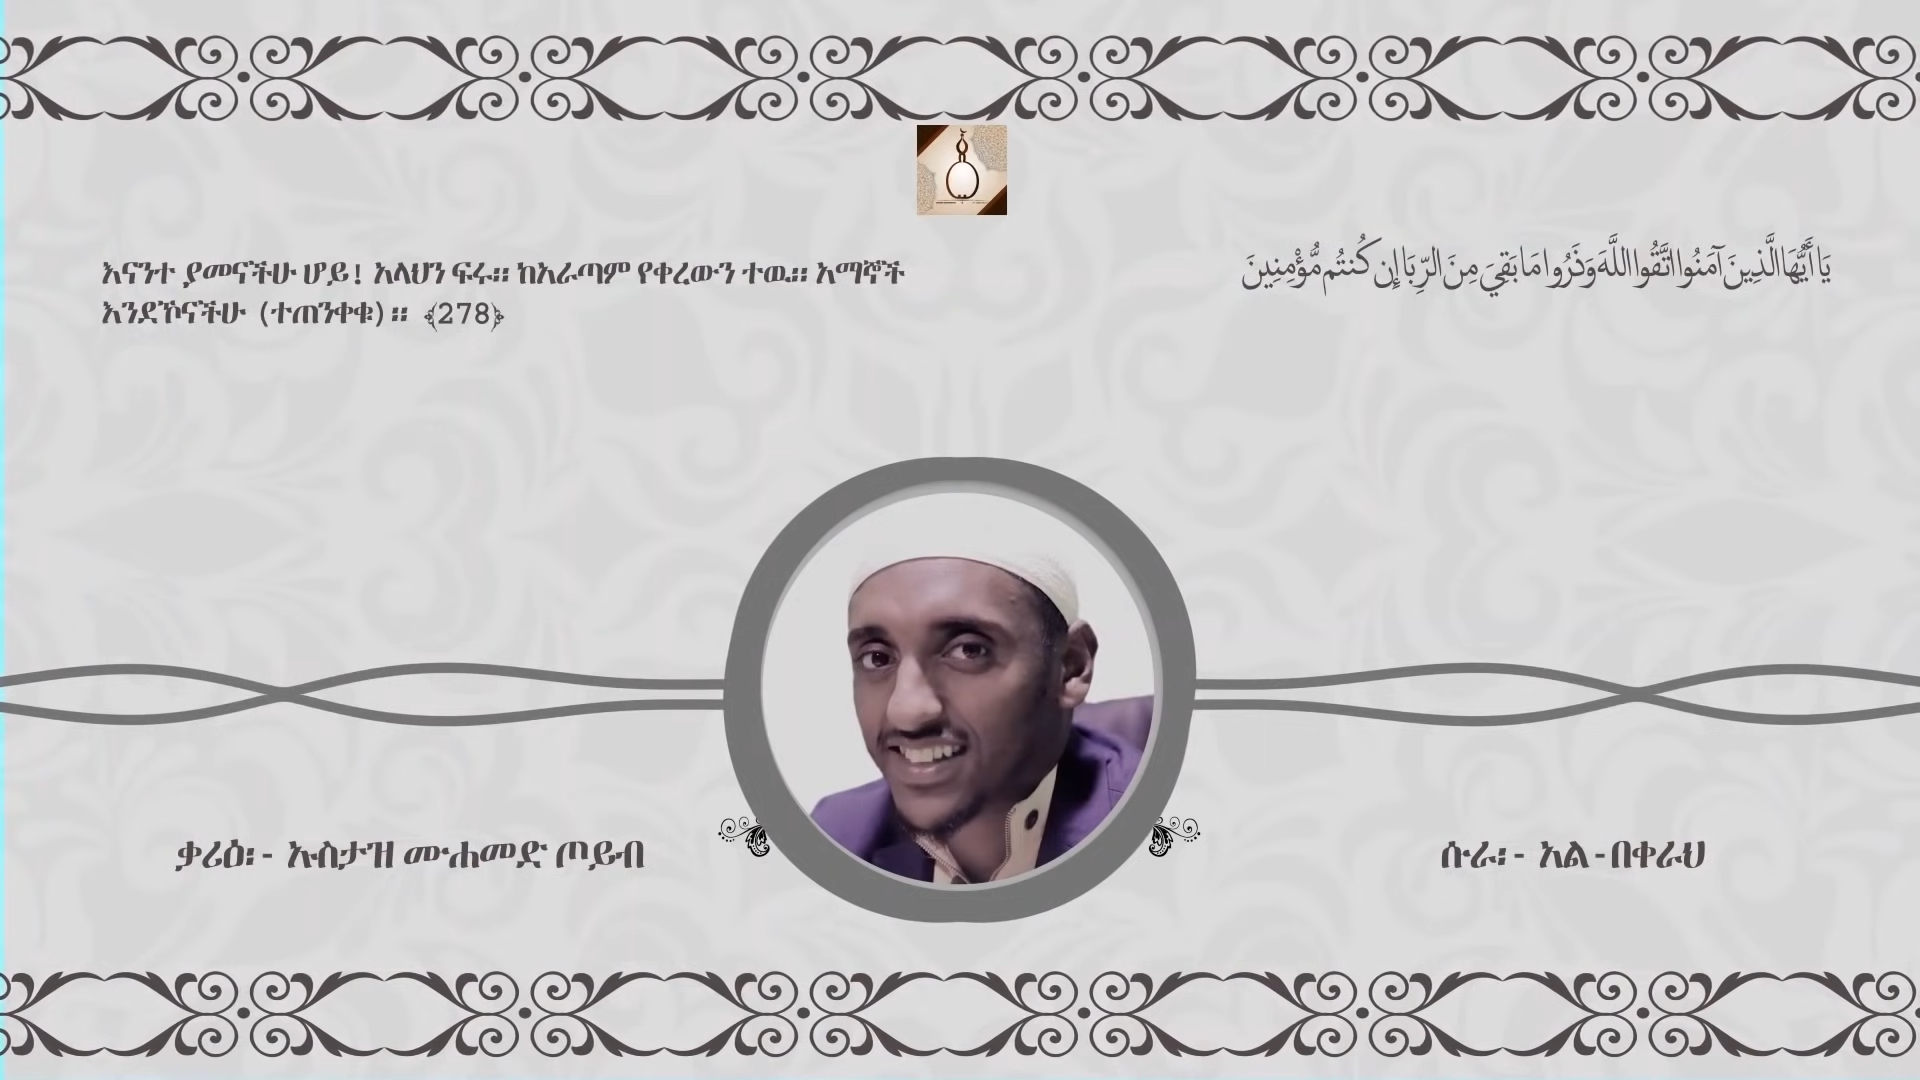 እናንተ ያመናችሁ ሆይ! አላህን ፍሩ፡፡ ከአራጣም የቀረውን ተዉ፡፡ አማኞች
እንደኾናችሁ (ተጠንቀቁ)፡፡ ﴾278﴿
يَا أَيُّهَا الَّذِينَ آمَنُوا اتَّقُوا اللَّهَ وَذَرُوا مَا بَقِيَ مِنَ الرِّبَا إِن كُنتُم مُّؤْمِنِينَ
ቃሪዕ፡- ኡስታዝ ሙሐመድ ጦይብ
ሱራ፡- አል-በቀራህ